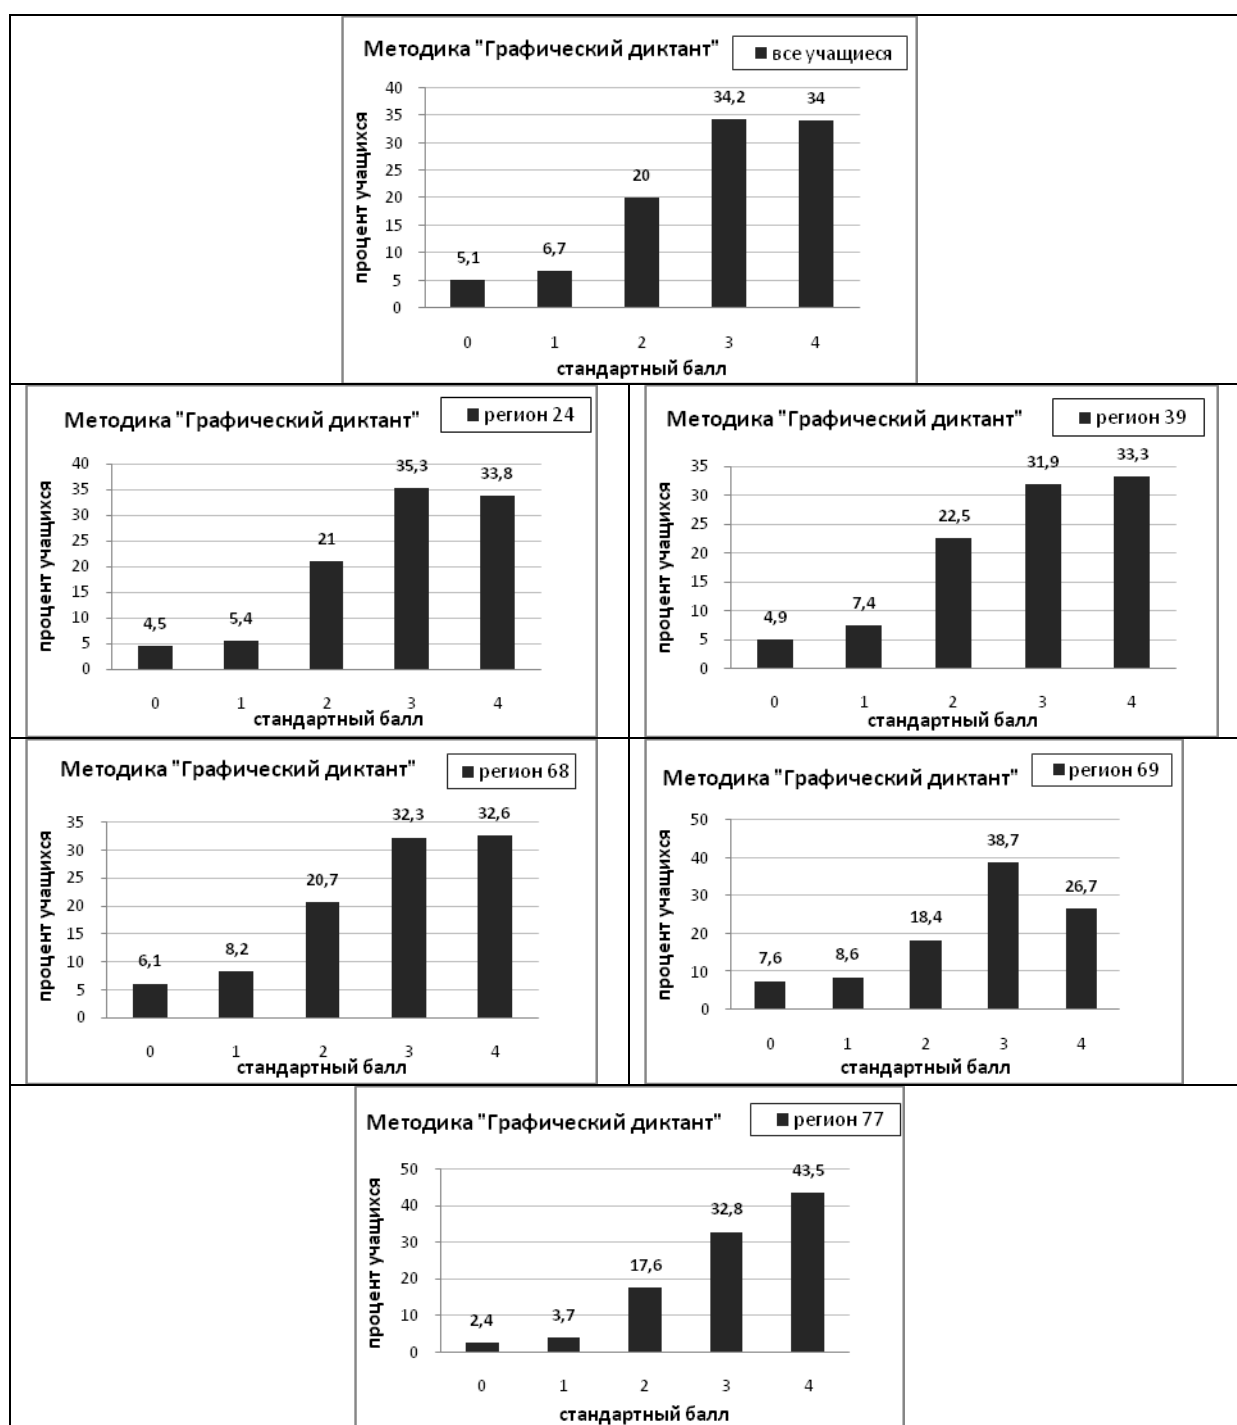 Методика "Графический диктант"
все учащиеся
процент учащихся
40
35
30
25
20
15
10
5
0
5,1
6,7
20
34,2
34
0 1 2 3 4
стандартный балл
Методика "Графический диктант"
регион 24
процент учащихся
40
35
30
25
20
15
10
5
0
4,5
5,4
21
35,3
33,8
0 1 2 3 4
стандартный балл
Методика "Графический диктант"
регион 39
процент учащихся
35
30
25
20
15
10
5
0
4,9
7,4
22,5
31,9
33,3
0 1 2 3 4
стандартный балл
Методика "Графический диктант"
регион 68
процент учащихся
35
30
25
20
15
10
5
0
6,1
8,2
20,7
32,3
32,6
0 1 2 3 4
стандартный балл
Методика "Графический диктант"
регион 69
процент учащихся
50
40
30
20
10
0
7,6
8,6
18,4
38,7
26,7
0 1 2 3 4
стандартный балл
Методика "Графический диктант"
регион 77
процент учащихся
50
40
30
20
10
0
2,4
3,7
17,6
32,8
43,5
0 1 2 3 4
стандартный балл